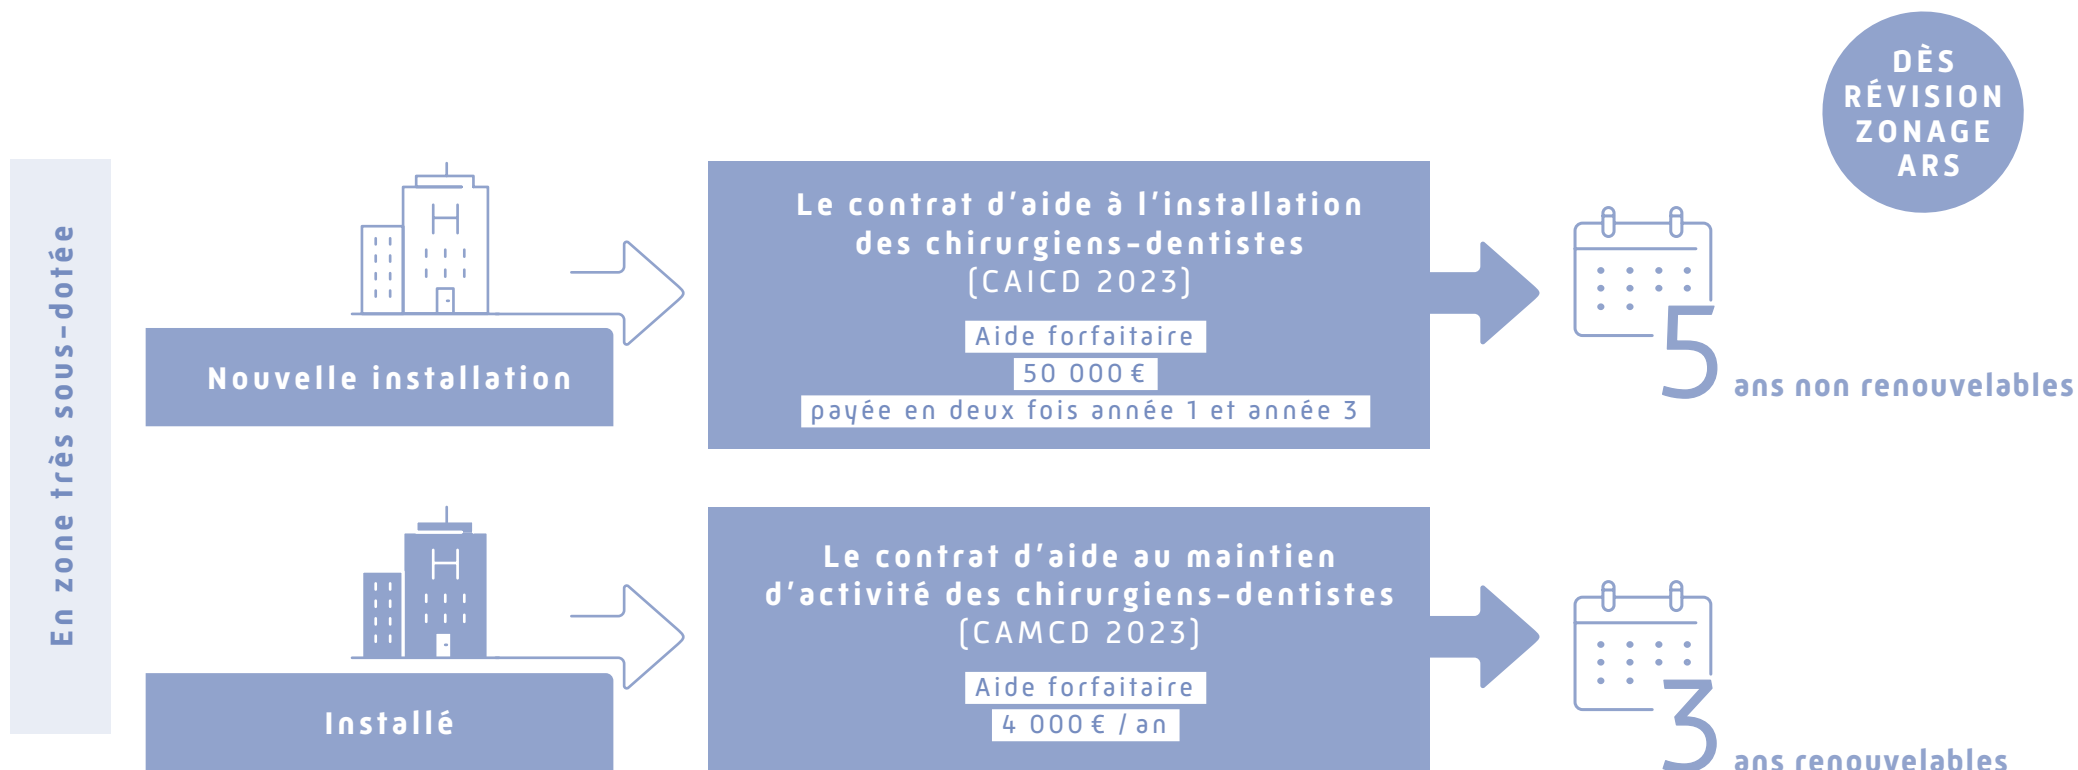 DÈS
RÉVISION
ZONAGE
ARS
En zone très sous-dotée
Nouvelle installation
Le contrat d'aide à l'installation
des chirurgiens-dentistes
(CAICD 2023)
Aide forfaitaire
50 000 €
payée en deux fois année 1 et année 3
5 ans non renouvelables
Installé
Le contrat d'aide au maintien
d'activité des chirurgiens-dentistes
(CAMCD 2023)
Aide forfaitaire
4 000 € / an
3 ans renouvelables